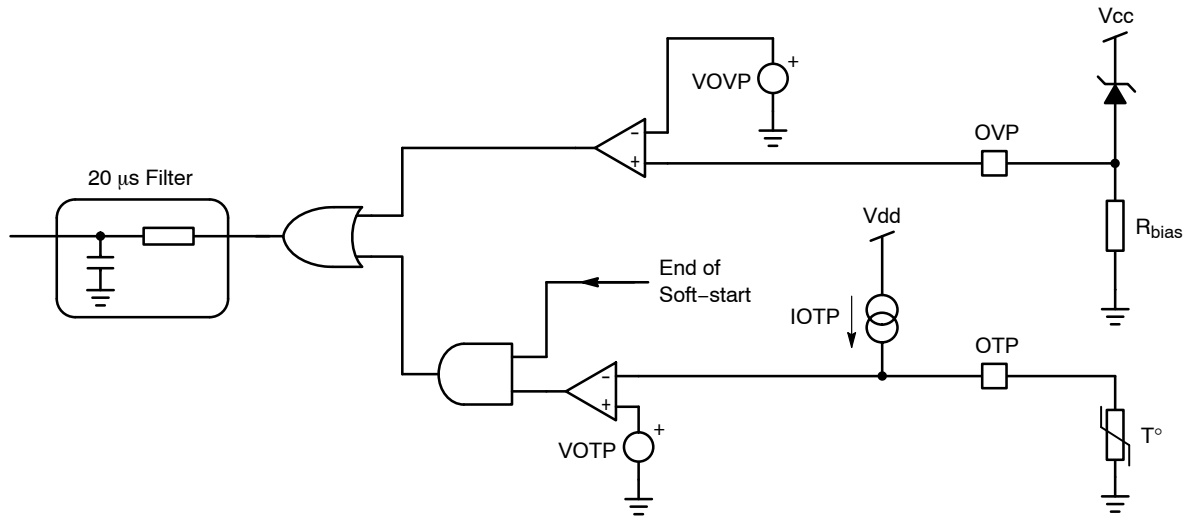 Vcc
VOVP
+
-
+
OVP
20 μs Filter
Vdd
Rbias
End of
Soft−start
IOTP
OTP
-
+
VOTP
+
T°